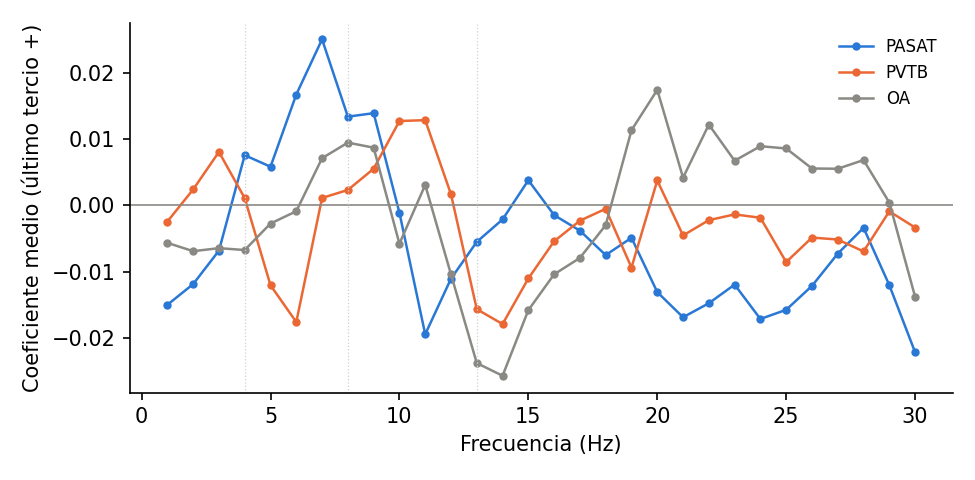 Coeficiente medio (último tercio +)
0.02
0.01
0.00
−0.01
−0.02
PASAT
PVTB
OA
0 5 10 15 20 25 30
Frecuencia (Hz)